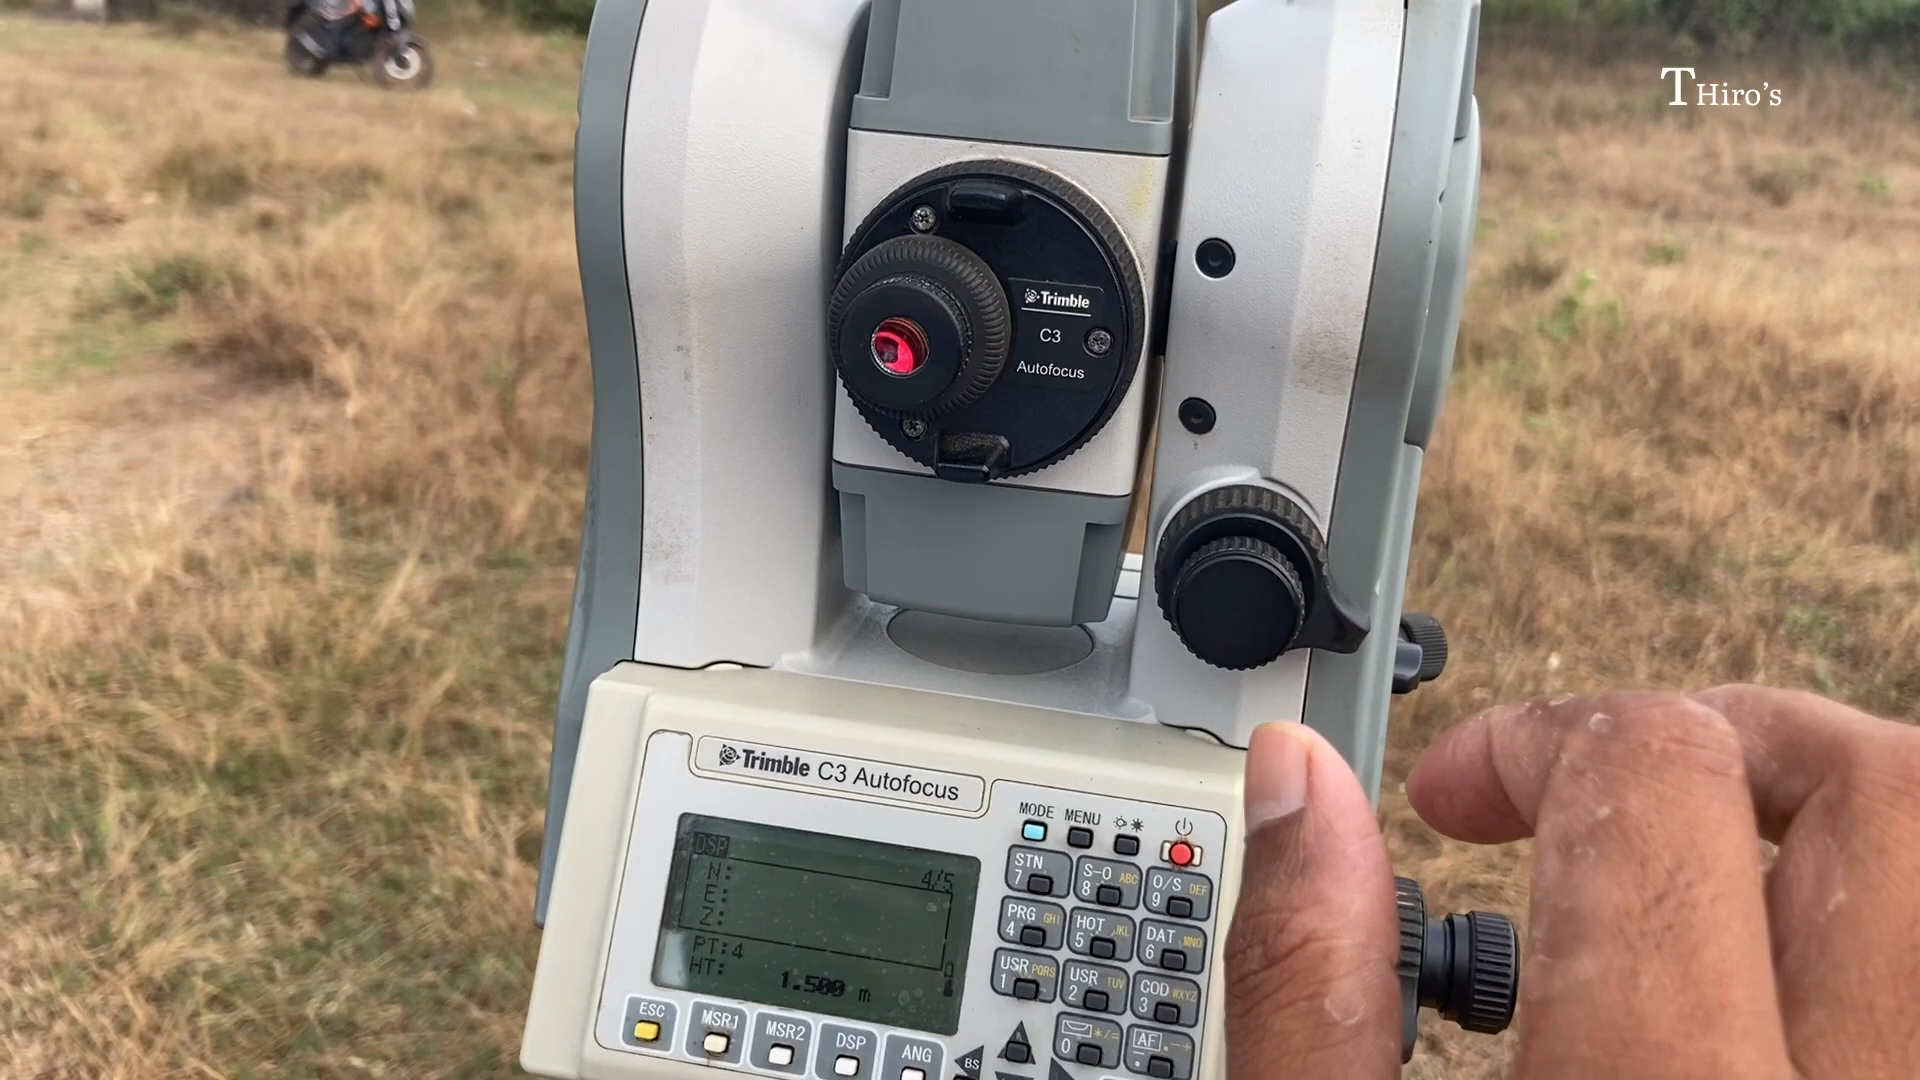 THiro's
Trimble
C3
Autofocus
Trimble C3 Autofocus
MODE MENU
DSP
N: 4/5
E:
Z:
PT:4
HT: 1.500 m
STN 7 S-O 8 ABC O/S 9 DEF
PRG 4 GHI HOT 5 JKL DAT 6 MNO
USR 1 PQRS USR 2 TUV COD 3 WXYZ
0 */= AF . -+
ESC MSR1 MSR2 DSP ANG BS